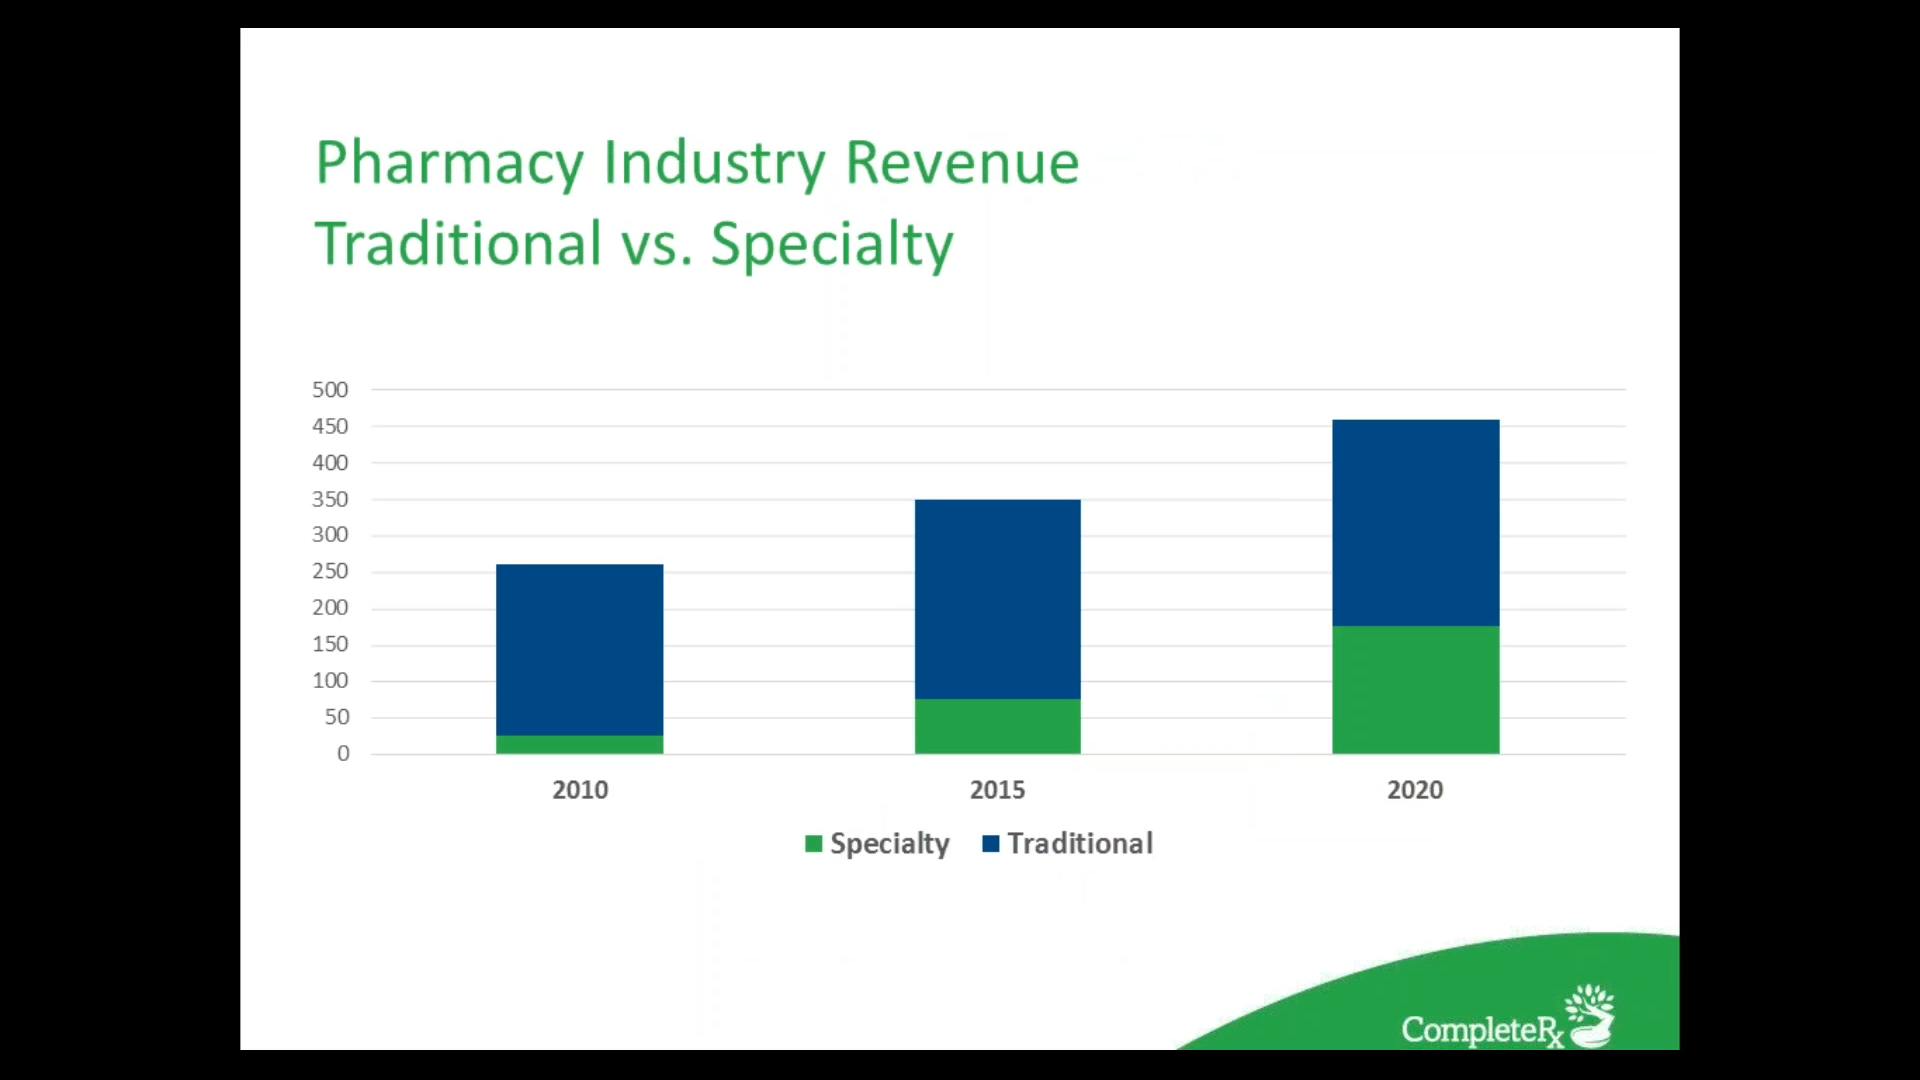 Pharmacy Industry Revenue
Traditional vs. Specialty
500
450
400
350
300
250
200
150
100
50
0
2010 2015 2020
Specialty Traditional
CompleteRx